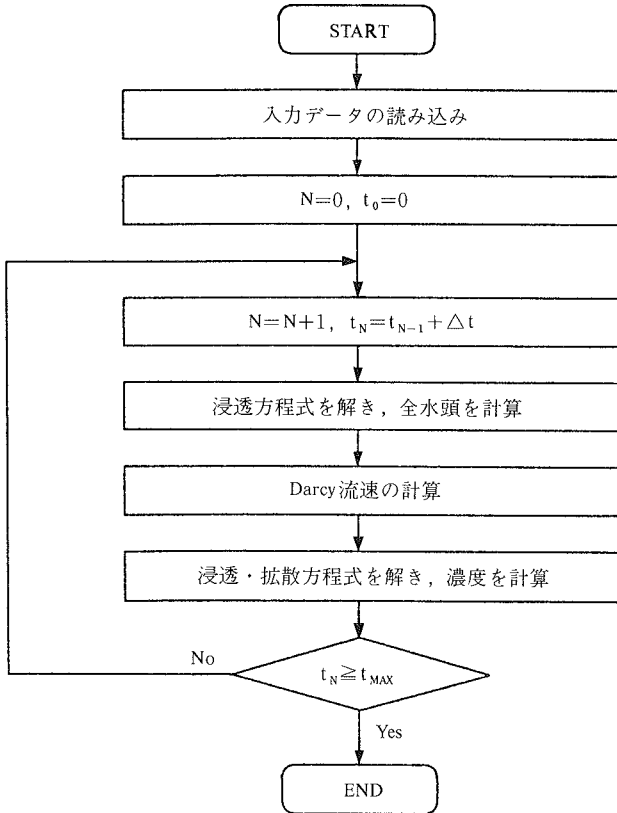 START
入力データの読み込み
N=0, t₀=0
N=N+1, t_N=t_{N-1}+△t
浸透方程式を解き，全水頭を計算
Darcy流速の計算
浸透・拡散方程式を解き，濃度を計算
No
t_N≧t_{MAX}
Yes
END